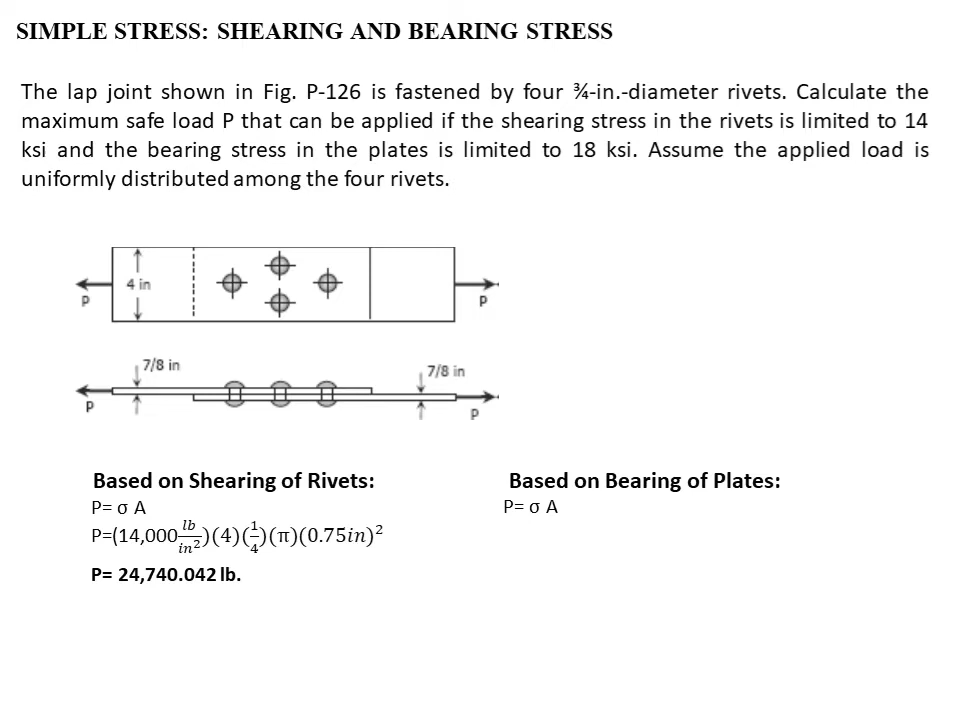 SIMPLE STRESS: SHEARING AND BEARING STRESS
The lap joint shown in Fig. P-126 is fastened by four ¾-in.-diameter rivets. Calculate the
maximum safe load P that can be applied if the shearing stress in the rivets is limited to 14
ksi and the bearing stress in the plates is limited to 18 ksi. Assume the applied load is
uniformly distributed among the four rivets.
4 in
P
P
7/8 in
7/8 in
P
P
Based on Shearing of Rivets:
P= σ A
P=(14,000 lb/in²)(4)(1/4)(π)(0.75in)²
P= 24,740.042 lb.
Based on Bearing of Plates:
P= σ A